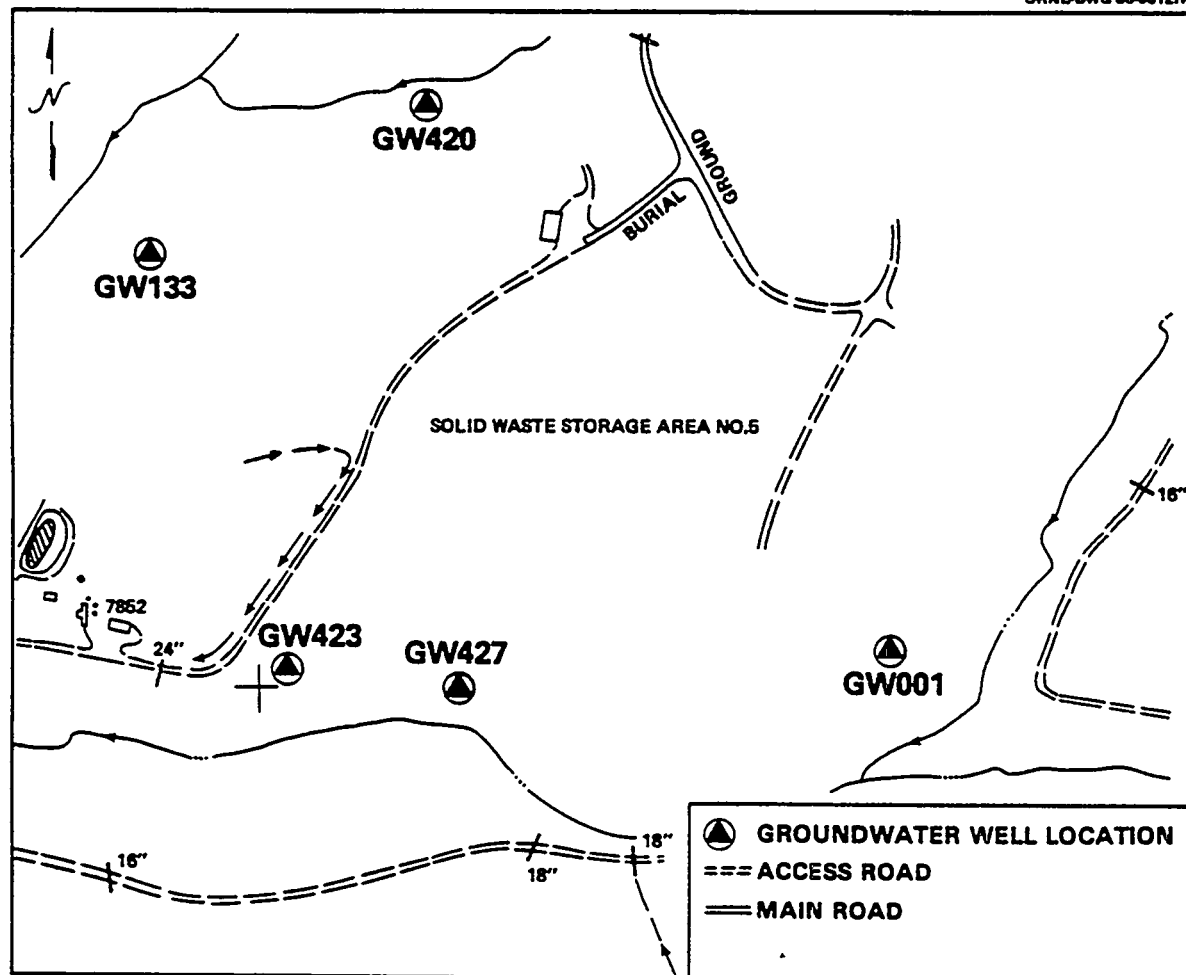 N
GW420
GROUND
BURIAL
GW133
SOLID WASTE STORAGE AREA NO.5
16"
7852
24"
GW423
GW427
GW001
16"
18"
18"
GROUNDWATER WELL LOCATION
ACCESS ROAD
MAIN ROAD